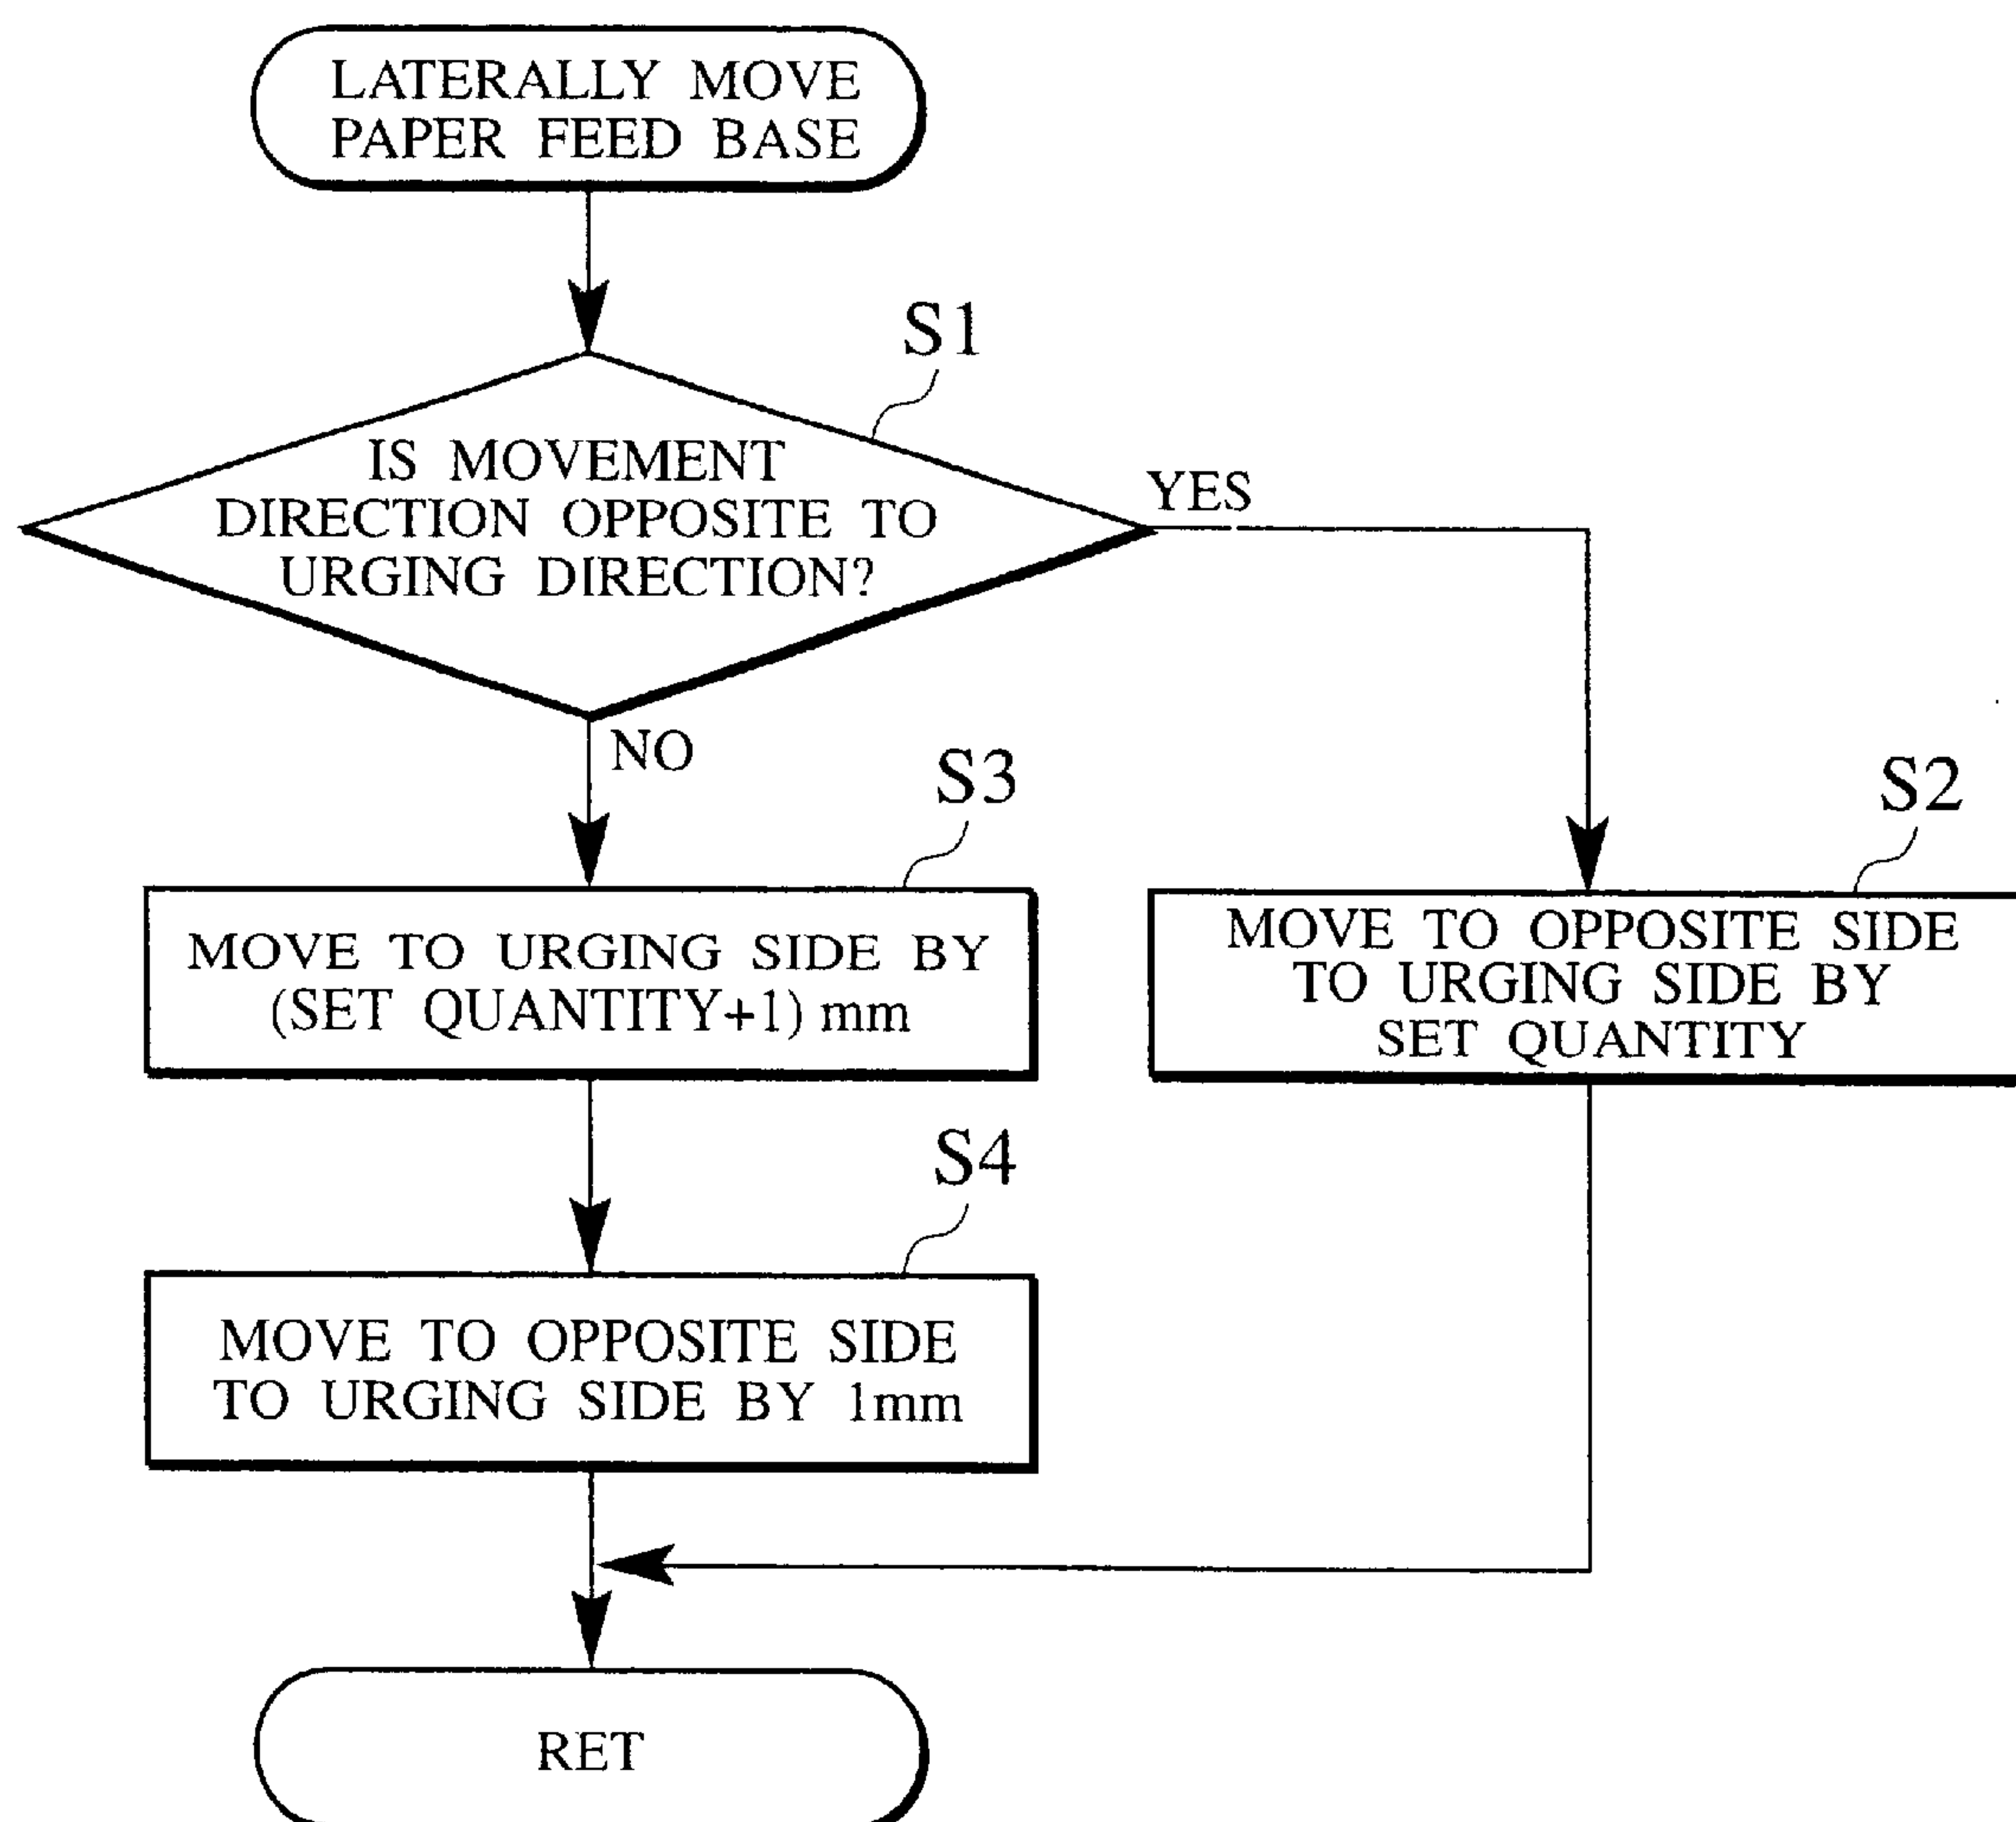 LATERALLY MOVE
PAPER FEED BASE
S1
IS MOVEMENT
DIRECTION OPPOSITE TO
URGING DIRECTION?
YES
NO
S3
MOVE TO URGING SIDE BY
(SET QUANTITY+1) mm
S2
MOVE TO OPPOSITE SIDE
TO URGING SIDE BY
SET QUANTITY
S4
MOVE TO OPPOSITE SIDE
TO URGING SIDE BY 1mm
RET